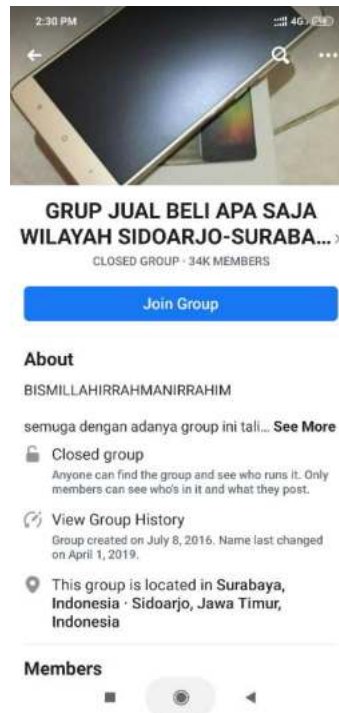 2:30 PM
4G
GRUP JUAL BELI APA SAJA
WILAYAH SIDOARJO-SURABA...
CLOSED GROUP · 34K MEMBERS
Join Group
About
BISMILLAHIRRAHMANIRRAHIM
semuga dengan adanya group ini tali... See More
Closed group
Anyone can find the group and see who runs it. Only
members can see who's in it and what they post.
View Group History
Group created on July 8, 2016. Name last changed
on April 1, 2019.
This group is located in Surabaya,
Indonesia · Sidoarjo, Jawa Timur,
Indonesia
Members